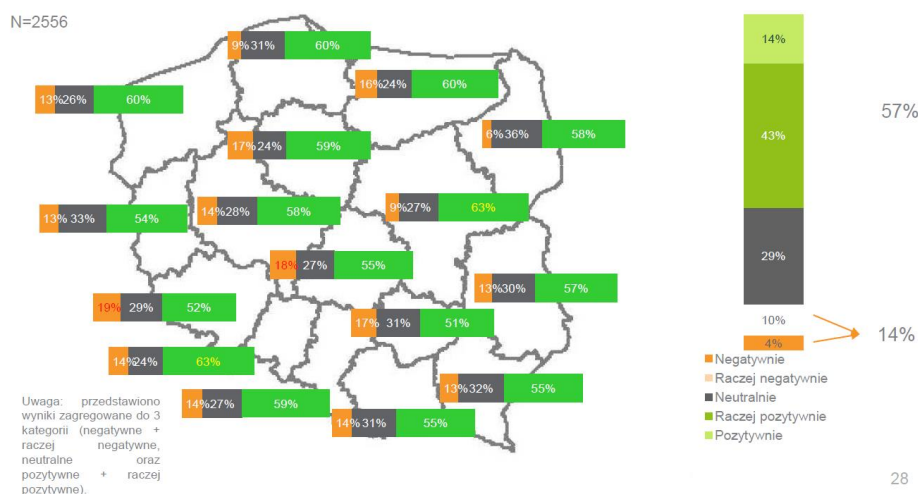 N=2556
9% 31% 60%
16% 24% 60%
13% 26% 60%
6% 36% 58%
17% 24% 59%
14% 28% 58%
9% 27% 63%
13% 33% 54%
18% 27% 55%
13% 30% 57%
19% 29% 52%
17% 31% 51%
14% 24% 63%
13% 32% 55%
14% 27% 59%
14% 31% 55%
Uwaga: przedstawiono
wyniki zagregowane do 3
kategorii (negatywne +
raczej negatywne,
neutralne oraz
pozytywne + raczej
pozytywne).
14%
57%
43%
29%
10%
14%
4%
Negatywnie
Raczej negatywnie
Neutralnie
Raczej pozytywnie
Pozytywnie
28